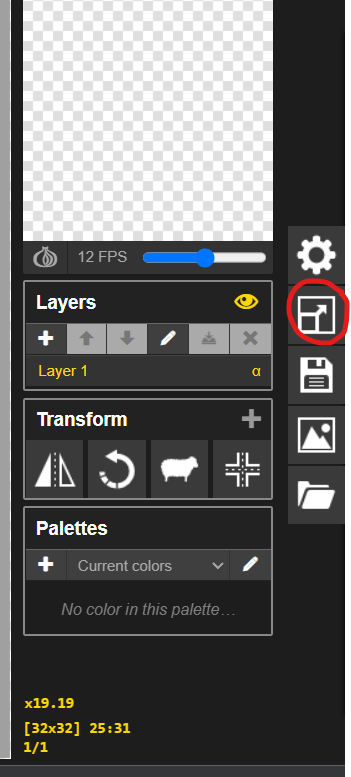 12 FPS
Layers
Layer 1 α
Transform
Palettes
Current colors
No color in this palette…
x19.19
[32x32] 25:31
1/1